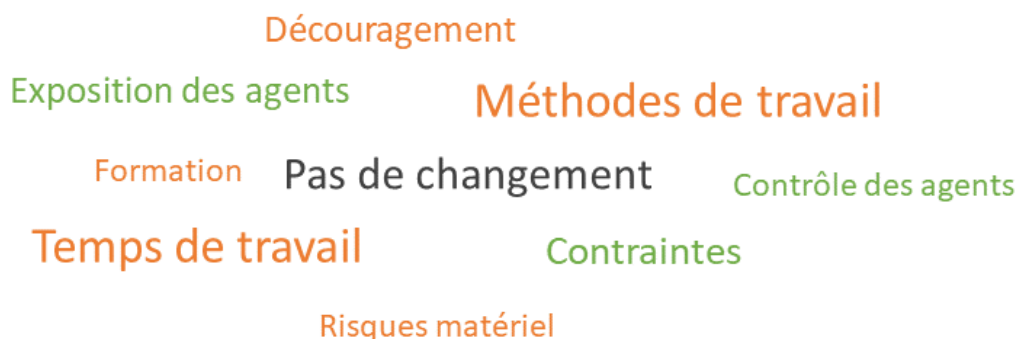 Découragement
Exposition des agents
Méthodes de travail
Formation
Pas de changement
Contrôle des agents
Temps de travail
Contraintes
Risques matériel